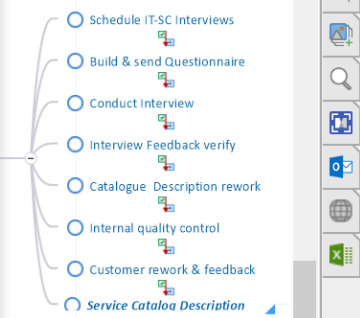 Schedule IT-SC Interviews
Build & send Questionnaire
Conduct Interview
Interview Feedback verify
Catalogue Description rework
Internal quality control
Customer rework & feedback
Service Catalog Description